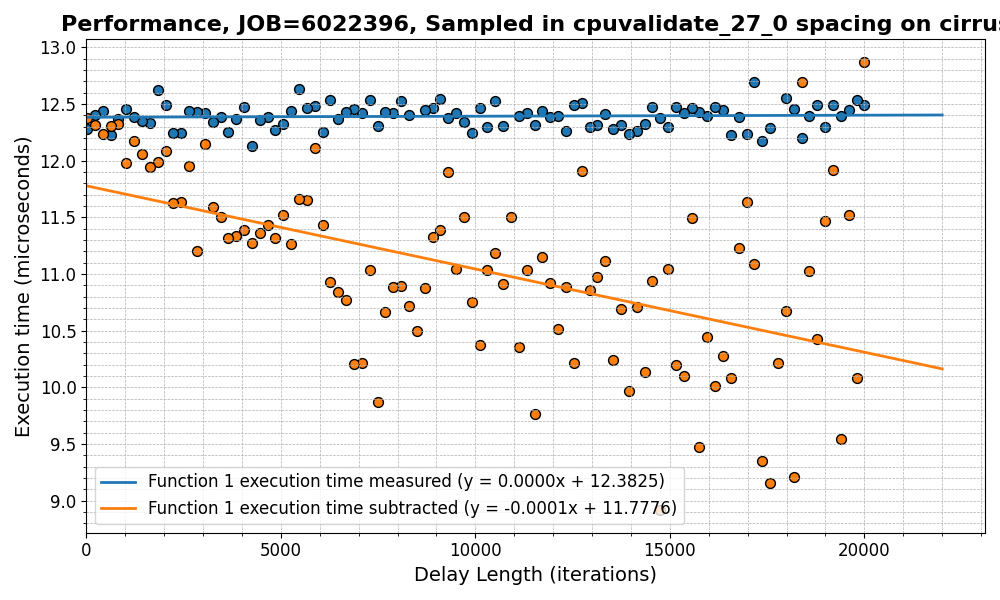 Performance, JOB=6022396, Sampled in cpuvalidate_27_0 spacing on cirrus
Execution time (microseconds)
13.0
12.5
12.0
11.5
11.0
10.5
10.0
9.5
9.0
Function 1 execution time measured (y = 0.0000x + 12.3825)
Function 1 execution time subtracted (y = -0.0001x + 11.7776)
0 5000 10000 15000 20000
Delay Length (iterations)